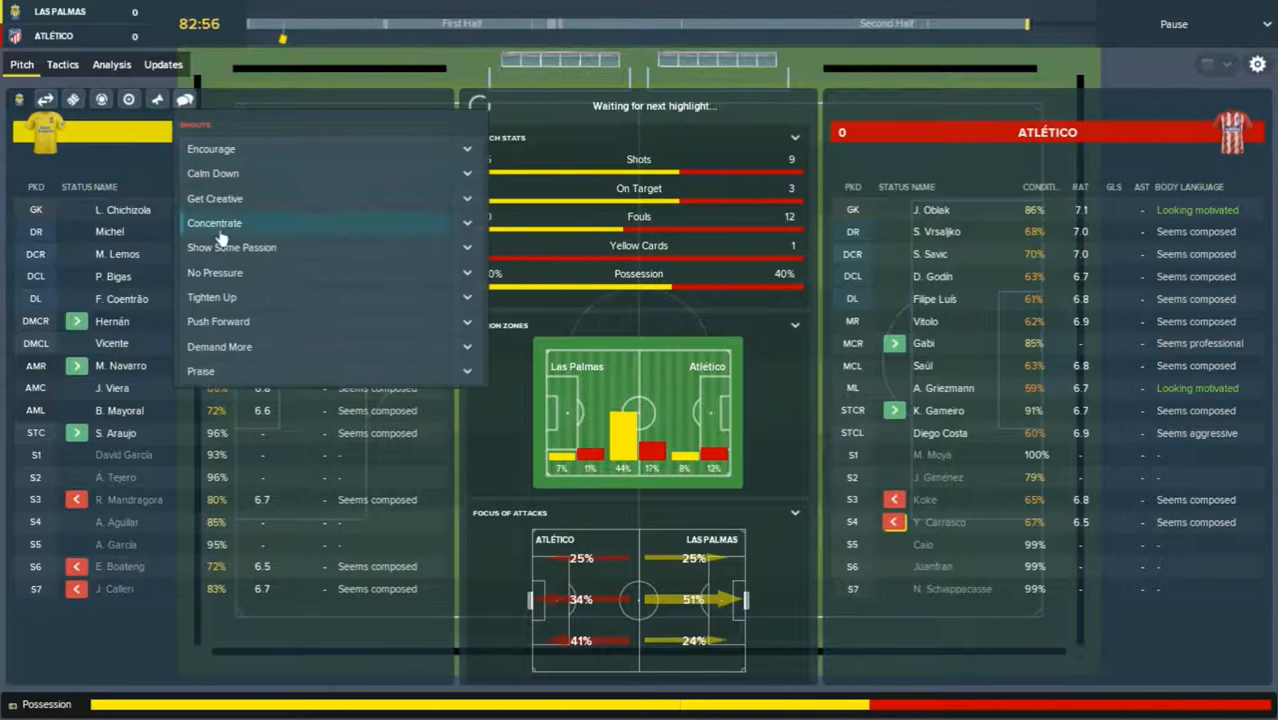 LAS PALMAS 0
ATLÉTICO 0
82:56
First Half
Second Half
Pause
Pitch Tactics Analysis Updates
SHOUTS
Encourage
Calm Down
Get Creative
Concentrate
Show Some Passion
No Pressure
Tighten Up
Push Forward
Demand More
Praise
PKD STATUS NAME
GK L. Chichizola
DR Michel
DCR M. Lemos
DCL P. Bigas
DL F. Coentrão
DMCR Hernán
DMCL Vicente
AMR M. Navarro
AMC J. Viera 6.8 - Seems composed
AML B. Mayoral 72% 6.6 - Seems composed
STC S. Araujo 96% - - Seems composed
S1 David García 93% - - -
S2 Á. Tejero 96% - - -
S3 R. Mandragora 80% 6.7 - Seems composed
S4 A. Aguilar 85% - - -
S5 A. García 95% - - -
S6 E. Boateng 72% 6.5 - Seems composed
S7 J. Calleri 83% 6.7 - Seems composed
Waiting for next highlight...
CH STATS
Shots 9
On Target 3
Fouls 12
Yellow Cards 1
0% Possession 40%
ION ZONES
Las Palmas Atlético
7% 11% 44% 17% 8% 12%
FOCUS OF ATTACKS
ATLÉTICO LAS PALMAS
25% 25%
34% 51%
41% 24%
0 ATLÉTICO
PKD STATUS NAME CONDITI... RAT GLS AST BODY LANGUAGE
GK J. Oblak 86% 7.1 - Looking motivated
DR S. Vrsaljko 68% 7.0 - Seems composed
DCR S. Savic 70% 7.0 - Seems composed
DCL D. Godín 63% 6.7 - Seems composed
DL Filipe Luís 61% 6.8 - Seems composed
MR Vitolo 62% 6.9 - Seems composed
MCR Gabi 85% - Seems professional
MCL Saúl 63% 6.8 - Seems composed
ML A. Griezmann 59% 6.7 - Looking motivated
STCR K. Gameiro 91% 6.7 - Seems composed
STCL Diego Costa 60% 6.9 - Seems aggressive
S1 M. Moya 100% - - -
S2 J. Giménez 79% - - -
S3 Koke 65% 6.8 - Seems composed
S4 Y. Carrasco 67% 6.5 - Seems composed
S5 Caio 99% - - -
S6 Juanfran 99% - - -
S7 N. Schiappacasse 99% - - -
Possession